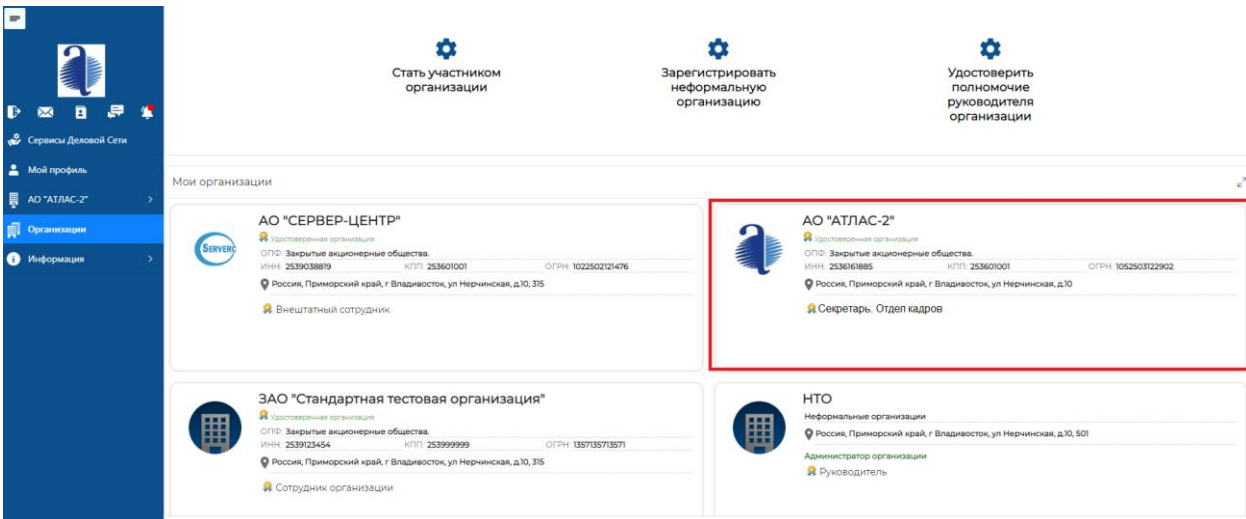 Стать участником
организации
Зарегистрировать
неформальную
организацию
Удостоверить
полномочие
руководителя
организации
Сервисы Деловой Сети
Мой профиль
АО "АТЛАС-2"
Организации
Информация
Мои организации
АО "СЕРВЕР-ЦЕНТР"
Удостоверенная организация
ОПФ: Закрытые акционерные общества.
ИНН: 2539038819 КПП: 253601001 ОГРН: 1022502121476
Россия, Приморский край, г Владивосток, ул Нерчинская, д.10, 315
Внештатный сотрудник
АО "АТЛАС-2"
Удостоверенная организация
ОПФ: Закрытые акционерные общества.
ИНН: 2536161885 КПП: 253601001 ОГРН: 1052503122902
Россия, Приморский край, г Владивосток, ул Нерчинская, д.10
Секретарь. Отдел кадров
ЗАО "Стандартная тестовая организация"
Удостоверенная организация
ОПФ: Закрытые акционерные общества.
ИНН: 2539123454 КПП: 253999999 ОГРН: 1357135713571
Россия, Приморский край, г Владивосток, ул Нерчинская, д.10, 315
Сотрудник организации
НТО
Неформальные организации
Россия, Приморский край, г Владивосток, ул Нерчинская, д.10, 501
Администратор организации
Руководитель